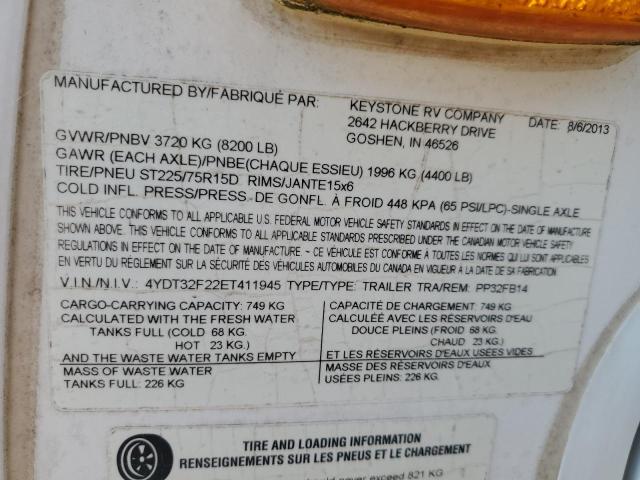 MANUFACTURED BY/FABRIQUÉ PAR: KEYSTONE RV COMPANY DATE: 8/6/2013
2642 HACKBERRY DRIVE
GOSHEN, IN 46526
GVWR/PNBV 3720 KG (8200 LB)
GAWR (EACH AXLE)/PNBE(CHAQUE ESSIEU) 1996 KG (4400 LB)
TIRE/PNEU ST225/75R15D RIMS/JANTE15x6
COLD INFL. PRESS/PRESS. DE GONFL. À FROID 448 KPA (65 PSI/LPC)-SINGLE AXLE
THIS VEHICLE CONFORMS TO ALL APPLICABLE U.S. FEDERAL MOTOR VEHICLE SAFETY STANDARDS IN EFFECT ON THE DATE OF MANUFACTURE
SHOWN ABOVE. THIS VEHICLE CONFORMS TO ALL APPLICABLE STANDARDS PRESCRIBED UNDER THE CANADIAN MOTOR VEHICLE SAFETY
REGULATIONS IN EFFECT ON THE DATE OF MANUFACTURE. – CE VÉHICULE EST CONFORME À TOUTES LES NORMES QUI LUI SONT APPLICABLES
EN VERTU DU RÈGLEMENT SUR LA SÉCURITÉ DES VÉHICULES AUTOMOBILES DU CANADA EN VIGUEUR À LA DATE DE SA FABRICATION.
V.I.N./N.I.V.: 4YDT32F22ET411945 TYPE/TYPE: TRAILER TRA/REM: PP32FB14
CARGO-CARRYING CAPACITY: 749 KG
CALCULATED WITH THE FRESH WATER
TANKS FULL (COLD 68 KG.
HOT 23 KG.)
AND THE WASTE WATER TANKS EMPTY
MASS OF WASTE WATER
TANKS FULL: 226 KG
CAPACITÉ DE CHARGEMENT: 749 KG
CALCULÉE AVEC LES RÉSERVOIRS D'EAU
DOUCE PLEINS (FROID 68 KG.
CHAUD 23 KG.)
ET LES RÉSERVOIRS D'EAUX USÉES VIDES
MASSE DES RÉSERVOIRS D'EAUX
USÉES PLEINS: 226 KG.
TIRE AND LOADING INFORMATION
RENSEIGNEMENTS SUR LES PNEUS ET LE CHARGEMENT
should never exceed 821 KG